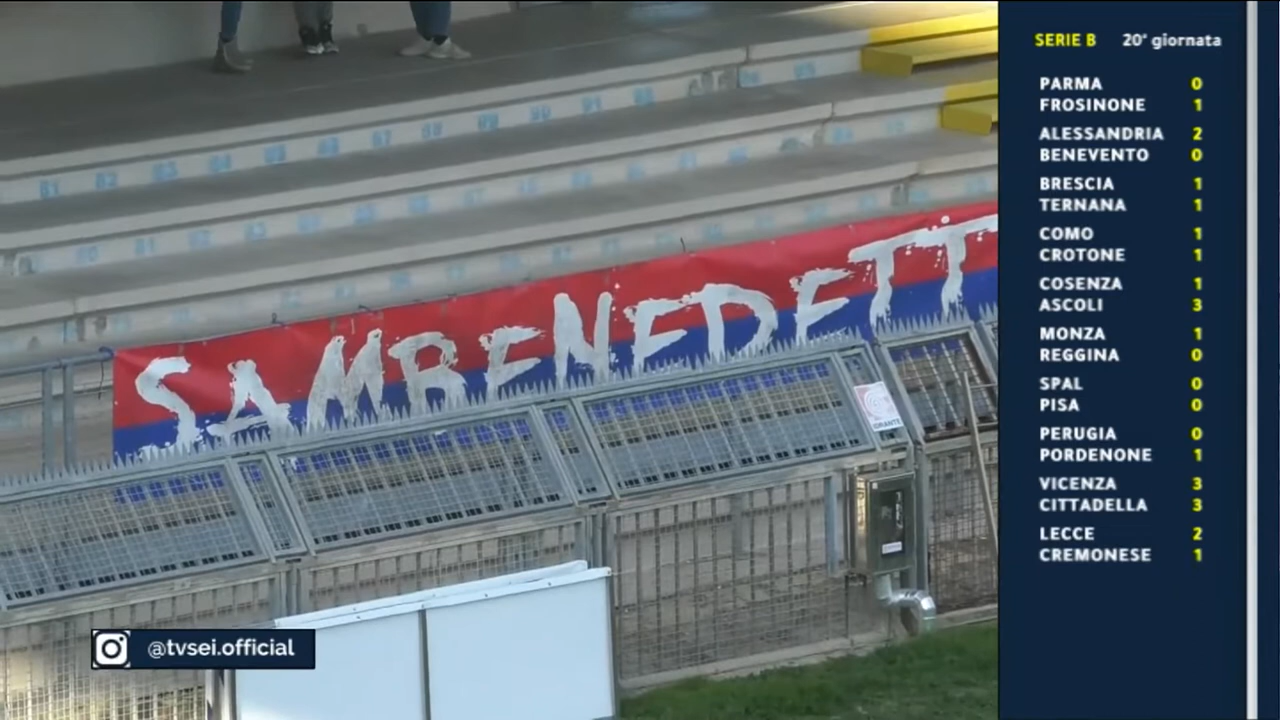 SERIE B 20ª giornata
PARMA 0
FROSINONE 1
ALESSANDRIA 2
BENEVENTO 0
BRESCIA 1
TERNANA 1
COMO 1
CROTONE 1
COSENZA 1
ASCOLI 3
MONZA 1
REGGINA 0
SPAL 0
PISA 0
PERUGIA 0
PORDENONE 1
VICENZA 3
CITTADELLA 3
LECCE 2
CREMONESE 1
SAMBENEDETT
IDRANTE
@tvsei.official